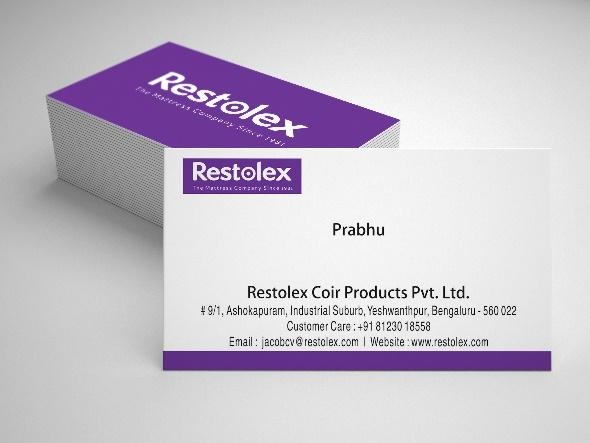 Restolex
The Mattress Company Since 1981
Restolex
The Mattress Company Since 1981
Prabhu
Restolex Coir Products Pvt. Ltd.
# 9/1, Ashokapuram, Industrial Suburb, Yeshwanthpur, Bengaluru - 560 022
Customer Care : +91 81230 18558
Email : jacobcv@restolex.com | Website : www.restolex.com